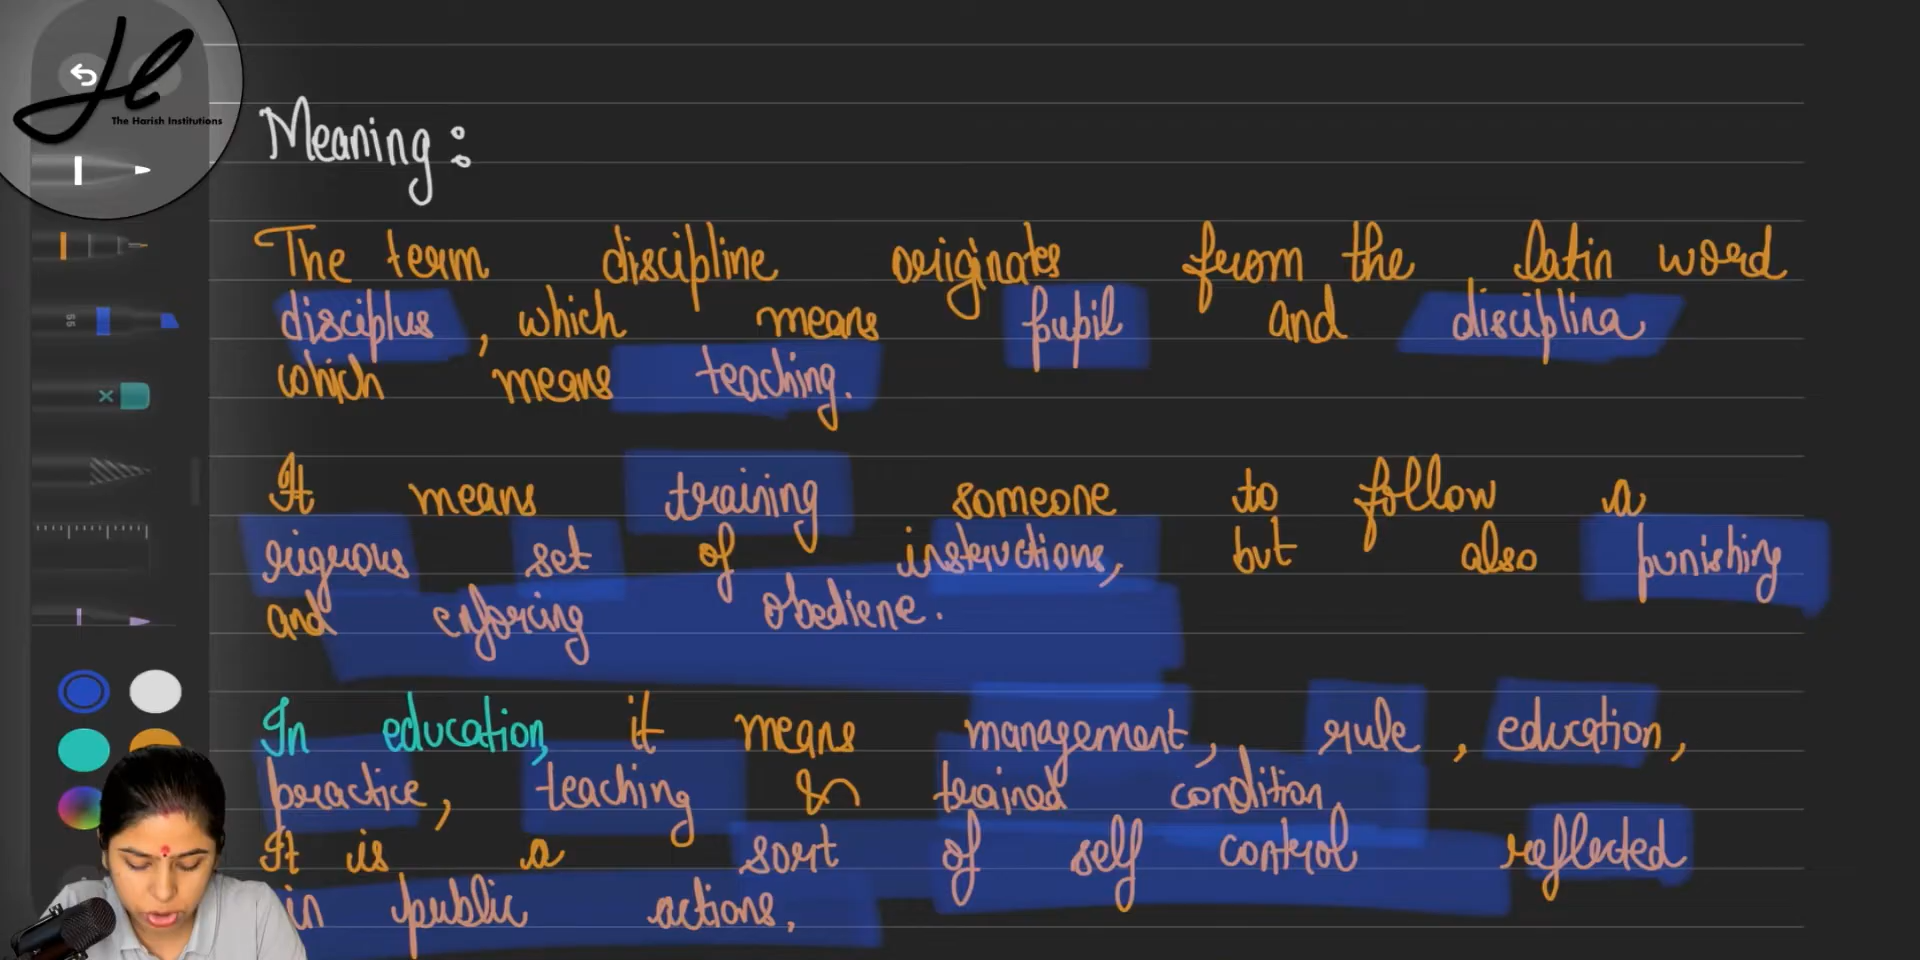 The Harish Institutions
Meaning :
The term discipline originates from the latin word
disciplus, which means pupil and disciplina
which means teaching.
It means training someone to follow a
rigrous set of instructions, but also punishing
and enforcing obediene.
In education, it means management, rule, education,
practice, teaching & trained condition.
It is a sort of self control reflected
in public actions.